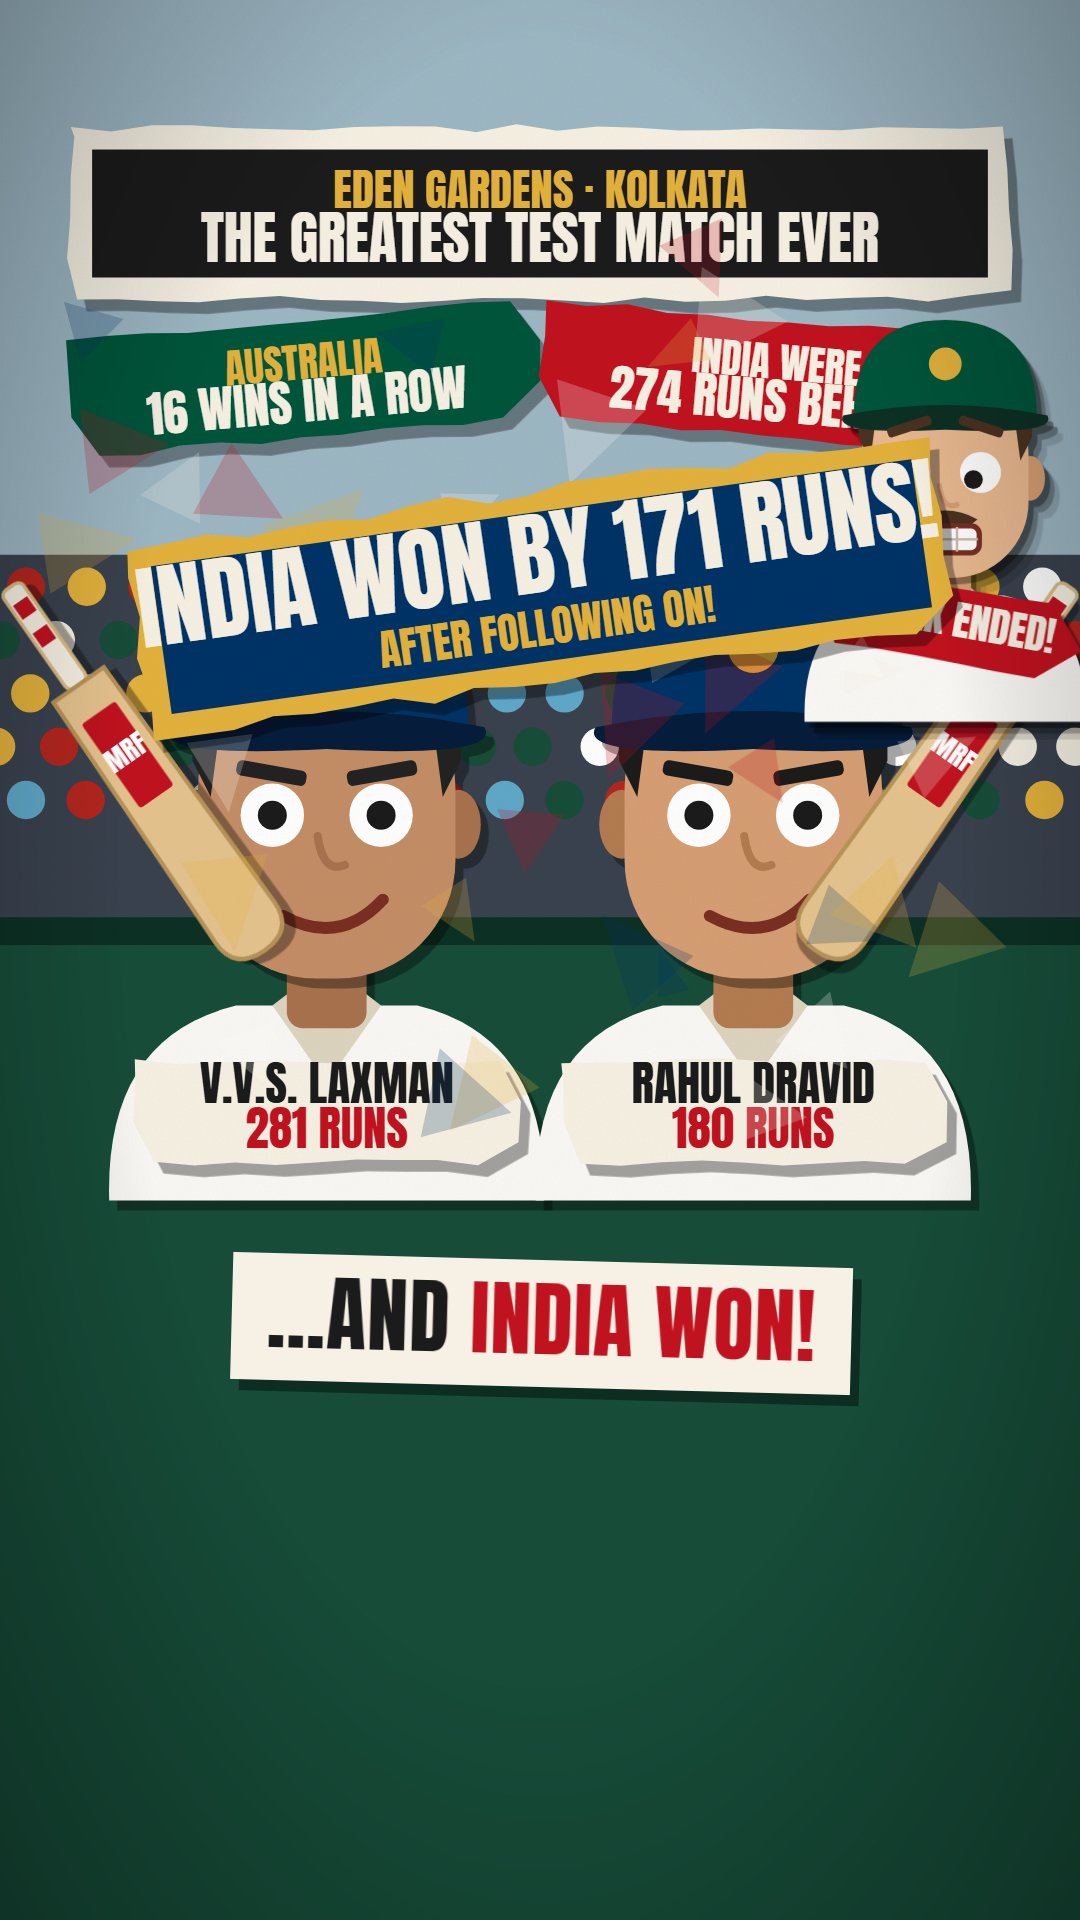 EDEN GARDENS · KOLKATA
THE GREATEST TEST MATCH EVER
AUSTRALIA
16 WINS IN A ROW
INDIA WERE
274 RUNS
INDIA WON BY 171 RUNS!
AFTER FOLLOWING ON!
ENDED!
MRF
MRF
V.V.S. LAXMAN
281 RUNS
RAHUL DRAVID
180 RUNS
...AND INDIA WON!